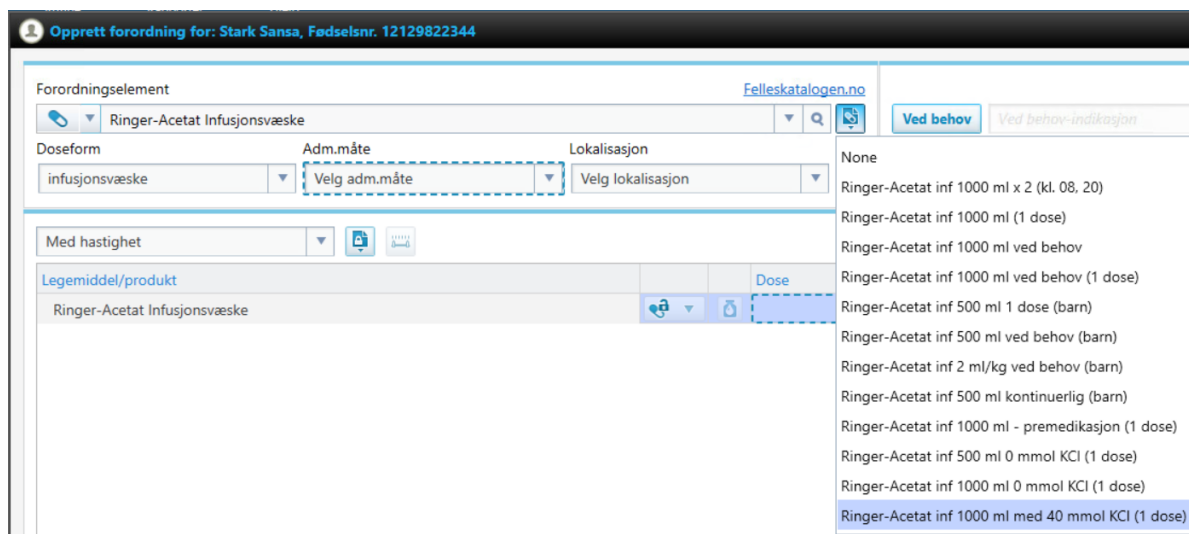 Opprett forordning for: Stark Sansa, Fødselsnr. 12129822344
Forordningselement
Felleskatalogen.no
Ringer-Acetat Infusjonsvæske
Ved behov
Ved behov-indikasjon
Doseform
Adm.måte
Lokalisasjon
infusjonsvæske
Velg adm.måte
Velg lokalisasjon
Med hastighet
Legemiddel/produkt
Dose
Ringer-Acetat Infusjonsvæske
None
Ringer-Acetat inf 1000 ml x 2 (kl. 08, 20)
Ringer-Acetat inf 1000 ml (1 dose)
Ringer-Acetat inf 1000 ml ved behov
Ringer-Acetat inf 1000 ml ved behov (1 dose)
Ringer-Acetat inf 500 ml 1 dose (barn)
Ringer-Acetat inf 500 ml ved behov (barn)
Ringer-Acetat inf 2 ml/kg ved behov (barn)
Ringer-Acetat inf 500 ml kontinuerlig (barn)
Ringer-Acetat inf 1000 ml - premedikasjon (1 dose)
Ringer-Acetat inf 500 ml 0 mmol KCl (1 dose)
Ringer-Acetat inf 1000 ml 0 mmol KCl (1 dose)
Ringer-Acetat inf 1000 ml med 40 mmol KCl (1 dose)